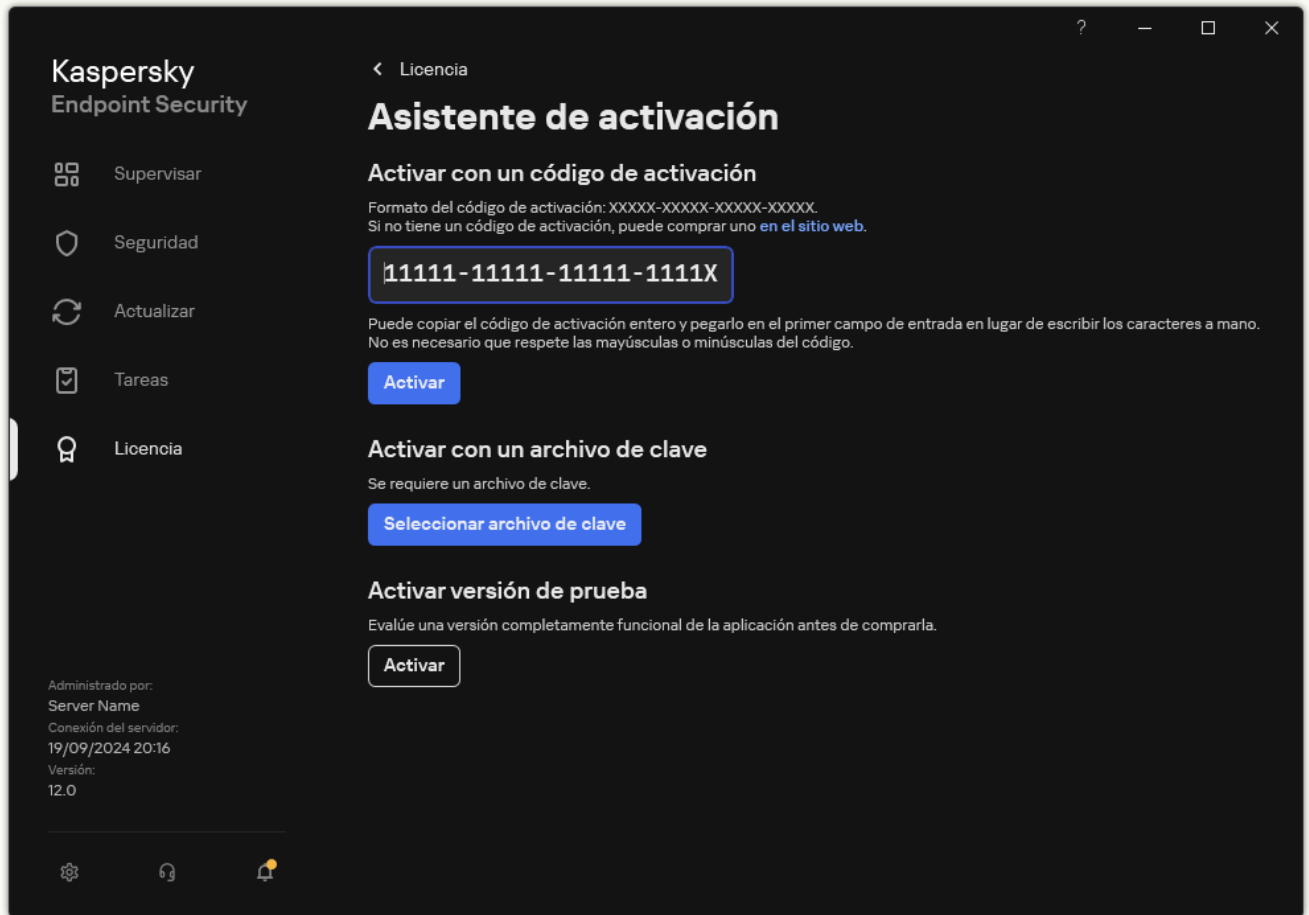 Kaspersky
Endpoint Security
Supervisar
Seguridad
Actualizar
Tareas
Licencia
Administrado por:
Server Name
Conexión del servidor:
19/09/2024 20:16
Versión:
12.0
?
Licencia
Asistente de activación
Activar con un código de activación
Formato del código de activación: XXXXX-XXXXX-XXXXX-XXXXX.
Si no tiene un código de activación, puede comprar uno en el sitio web.
11111-11111-11111-1111X
Puede copiar el código de activación entero y pegarlo en el primer campo de entrada en lugar de escribir los caracteres a mano.
No es necesario que respete las mayúsculas o minúsculas del código.
Activar
Activar con un archivo de clave
Se requiere un archivo de clave.
Seleccionar archivo de clave
Activar versión de prueba
Evalúe una versión completamente funcional de la aplicación antes de comprarla.
Activar